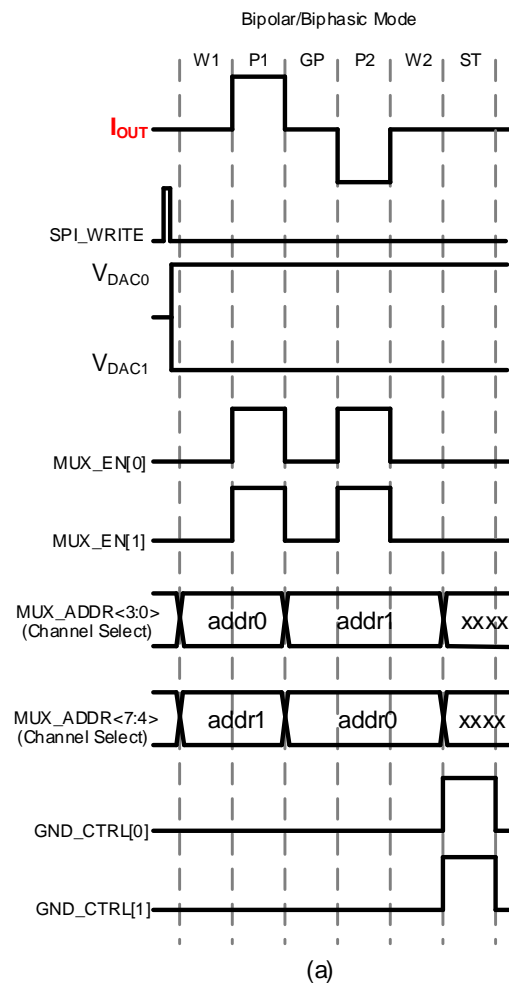 Bipolar/Biphasic Mode
W1 P1 GP P2 W2 ST
IOUT
SPI_WRITE
VDAC0
VDAC1
MUX_EN[0]
MUX_EN[1]
MUX_ADDR<3:0>
(Channel Select)
addr0 addr1 xxxx
MUX_ADDR<7:4>
(Channel Select)
addr1 addr0 xxxx
GND_CTRL[0]
GND_CTRL[1]
(a)